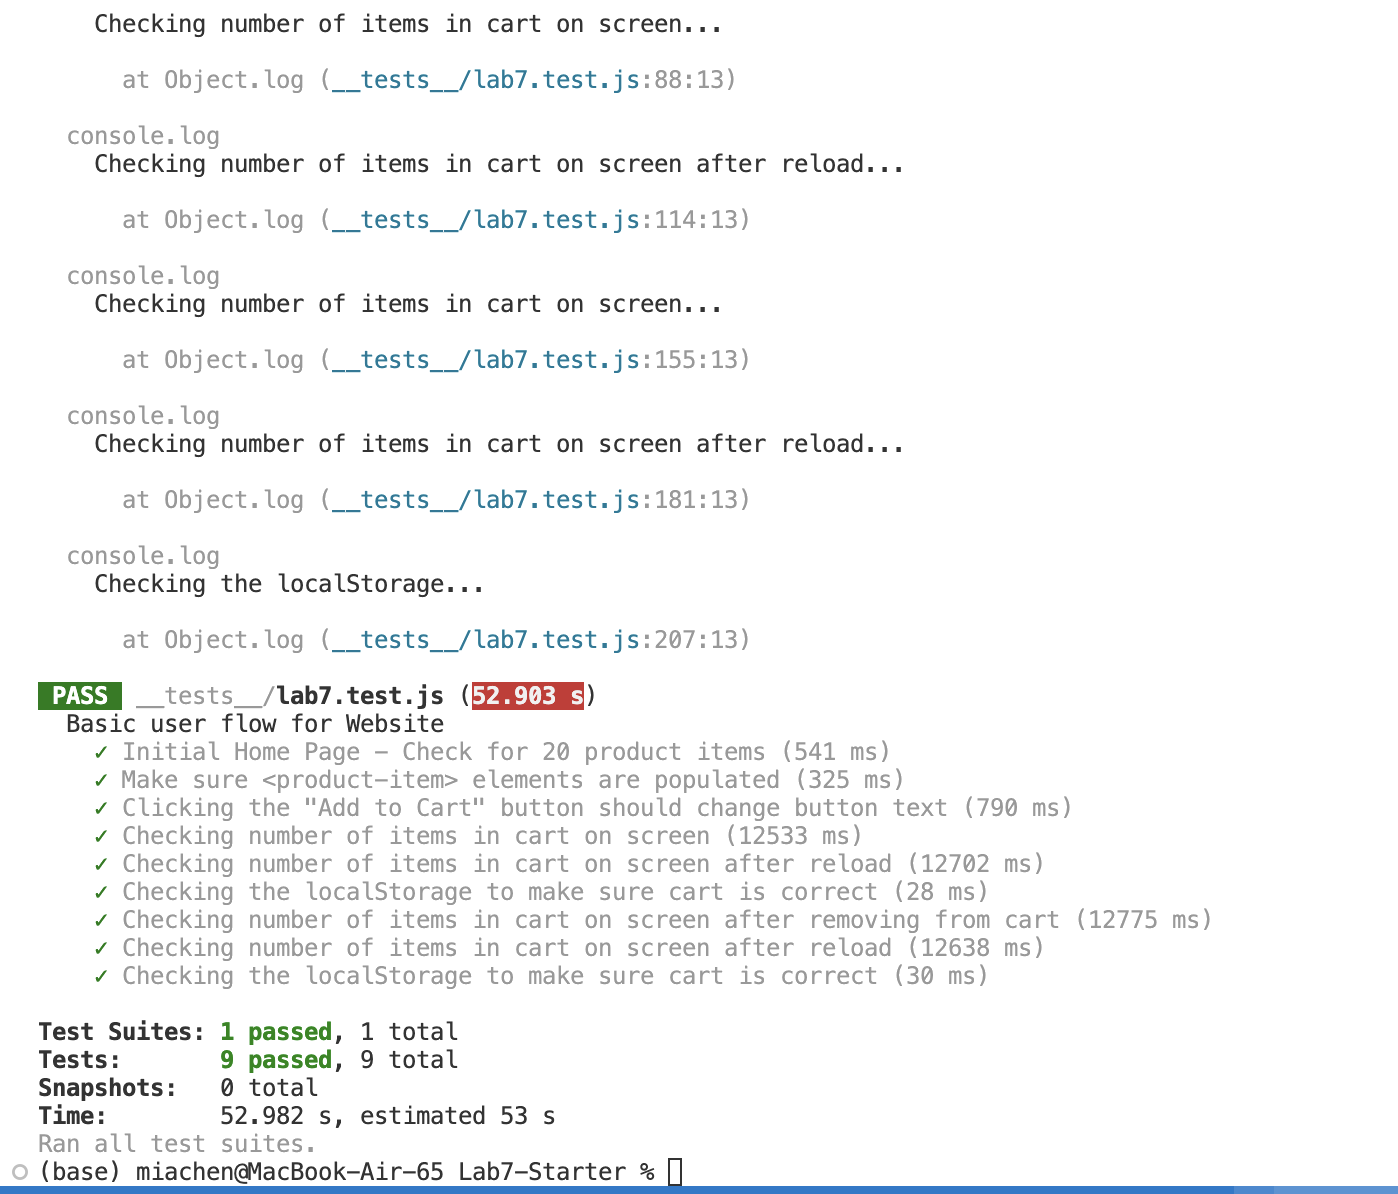 Checking number of items in cart on screen...
at Object.log (__tests__/lab7.test.js:88:13)
console.log
Checking number of items in cart on screen after reload...
at Object.log (__tests__/lab7.test.js:114:13)
console.log
Checking number of items in cart on screen...
at Object.log (__tests__/lab7.test.js:155:13)
console.log
Checking number of items in cart on screen after reload...
at Object.log (__tests__/lab7.test.js:181:13)
console.log
Checking the localStorage...
at Object.log (__tests__/lab7.test.js:207:13)
PASS __tests__/lab7.test.js (52.903 s)
Basic user flow for Website
✓ Initial Home Page - Check for 20 product items (541 ms)
✓ Make sure <product-item> elements are populated (325 ms)
✓ Clicking the "Add to Cart" button should change button text (790 ms)
✓ Checking number of items in cart on screen (12533 ms)
✓ Checking number of items in cart on screen after reload (12702 ms)
✓ Checking the localStorage to make sure cart is correct (28 ms)
✓ Checking number of items in cart on screen after removing from cart (12775 ms)
✓ Checking number of items in cart on screen after reload (12638 ms)
✓ Checking the localStorage to make sure cart is correct (30 ms)
Test Suites: 1 passed, 1 total
Tests: 9 passed, 9 total
Snapshots: 0 total
Time: 52.982 s, estimated 53 s
Ran all test suites.
(base) miachen@MacBook-Air-65 Lab7-Starter %